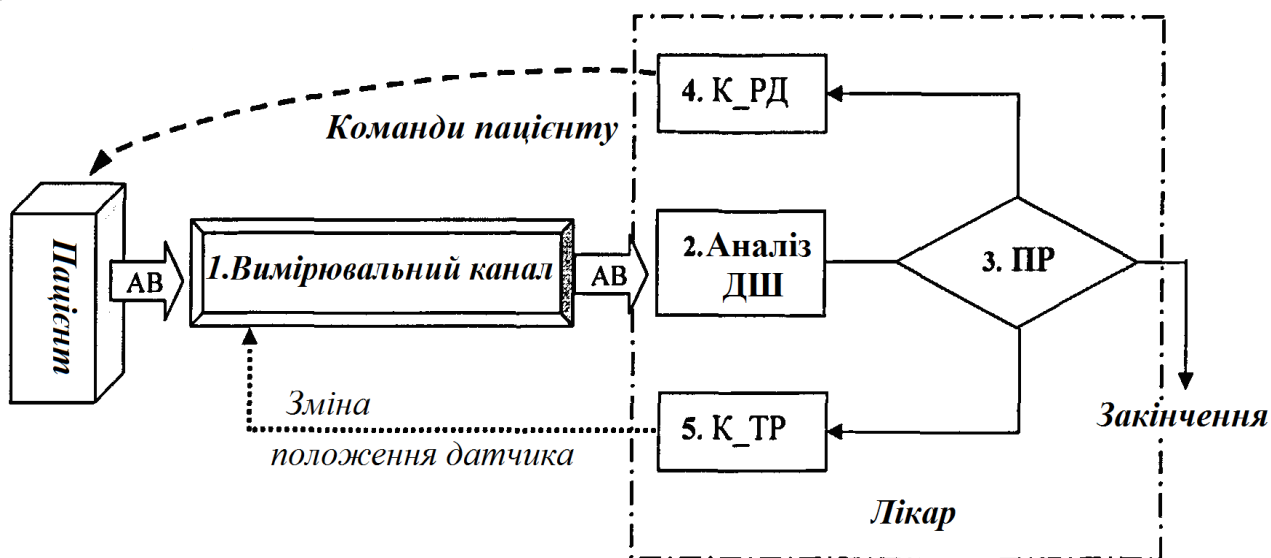 4. К_РД
Команди пацієнту
Пацієнт
АВ
1.Вимірювальний канал
АВ
2.Аналіз
ДШ
3. ПР
Зміна
положення датчика
5. К_ТР
Закінчення
Лікар